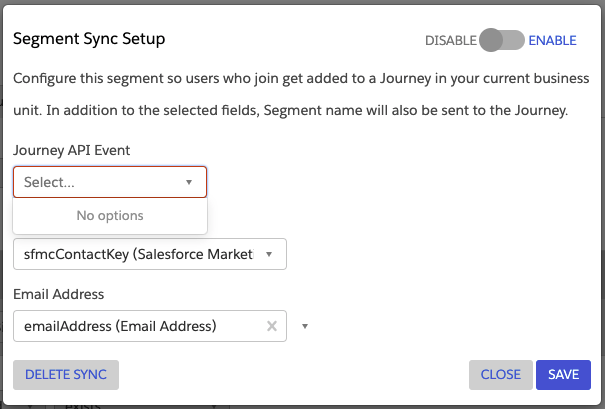 Segment Sync Setup
DISABLE ENABLE
Configure this segment so users who join get added to a Journey in your current business
unit. In addition to the selected fields, Segment name will also be sent to the Journey.
Journey API Event
Select...
No options
sfmcContactKey (Salesforce Market
Email Address
emailAddress (Email Address)
DELETE SYNC
CLOSE
SAVE
exists